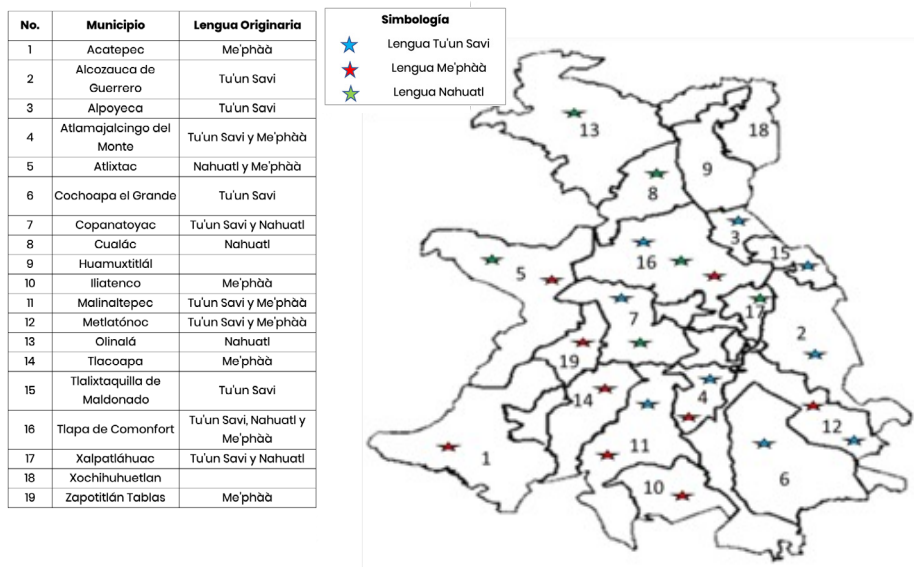 No. Municipio Lengua Originaria
1 Acatepec Me'phàà
2 Alcozauca de Guerrero Tu'un Savi
3 Alpoyeca Tu'un Savi
4 Atlamajalcingo del Monte Tu'un Savi y Me'phàà
5 Atlixtac Nahuatl y Me'phàà
6 Cochoapa el Grande Tu'un Savi
7 Copanatoyac Tu'un Savi y Nahuatl
8 Cualác Nahuatl
9 Huamuxtitlál
10 Iliatenco Me'phàà
11 Malinaltepec Tu'un Savi y Me'phàà
12 Metlatónoc Tu'un Savi y Me'phàà
13 Olinalá Nahuatl
14 Tlacoapa Me'phàà
15 Tlalixtaquilla de Maldonado Tu'un Savi
16 Tlapa de Comonfort Tu'un Savi, Nahuatl y Me'phàà
17 Xalpatláhuac Tu'un Savi y Nahuatl
18 Xochihuhuetlan
19 Zapotitlán Tablas Me'phàà
Simbología
Lengua Tu'un Savi
Lengua Me'phàà
Lengua Nahuatl
13
18
9
8
3
15
16
5
17
7
2
19
14
4
12
11
1
6
10